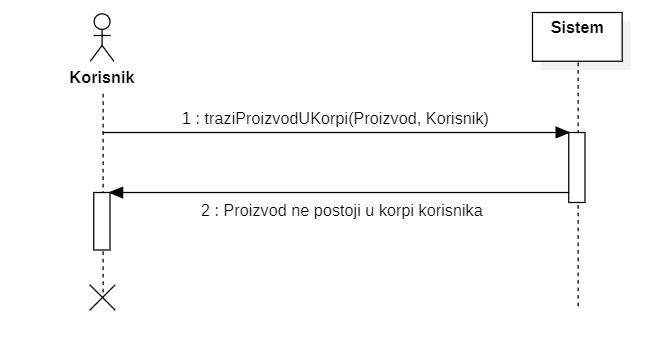 Sistem
Korisnik
1 : traziProizvodUKorpi(Proizvod, Korisnik)
2 : Proizvod ne postoji u korpi korisnika